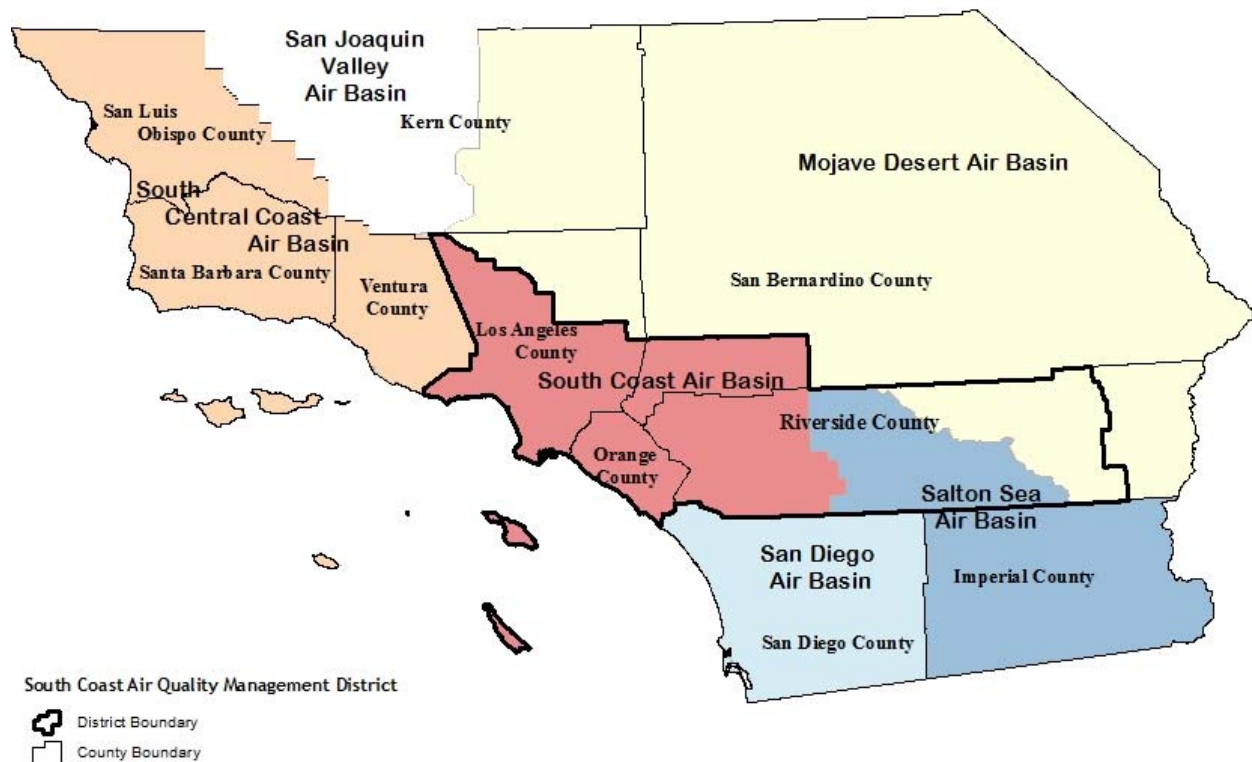 San Joaquin
Valley
Air Basin
San Luis
Obispo County
Kern County
Mojave Desert Air Basin
South
Central Coast
Air Basin
Santa Barbara County
Ventura
County
San Bernardino County
Los Angeles
County
South Coast Air Basin
Riverside County
Orange
County
Salton Sea
Air Basin
San Diego
Air Basin
Imperial County
San Diego County
South Coast Air Quality Management District
District Boundary
County Boundary